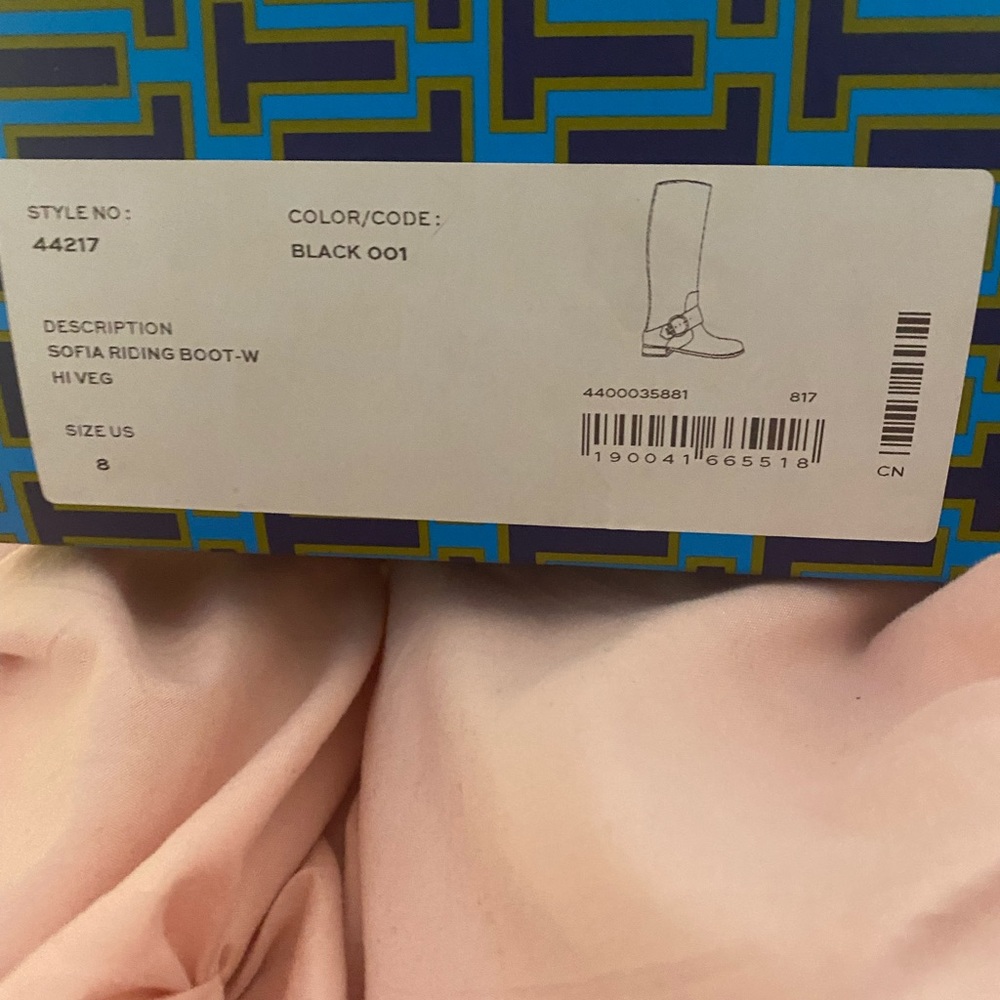 STYLE NO:
44217
COLOR/CODE:
BLACK 001
DESCRIPTION
SOFIA RIDING BOOT-W
HI VEG
SIZE US
8
4400035881 817
190041 665518
CN